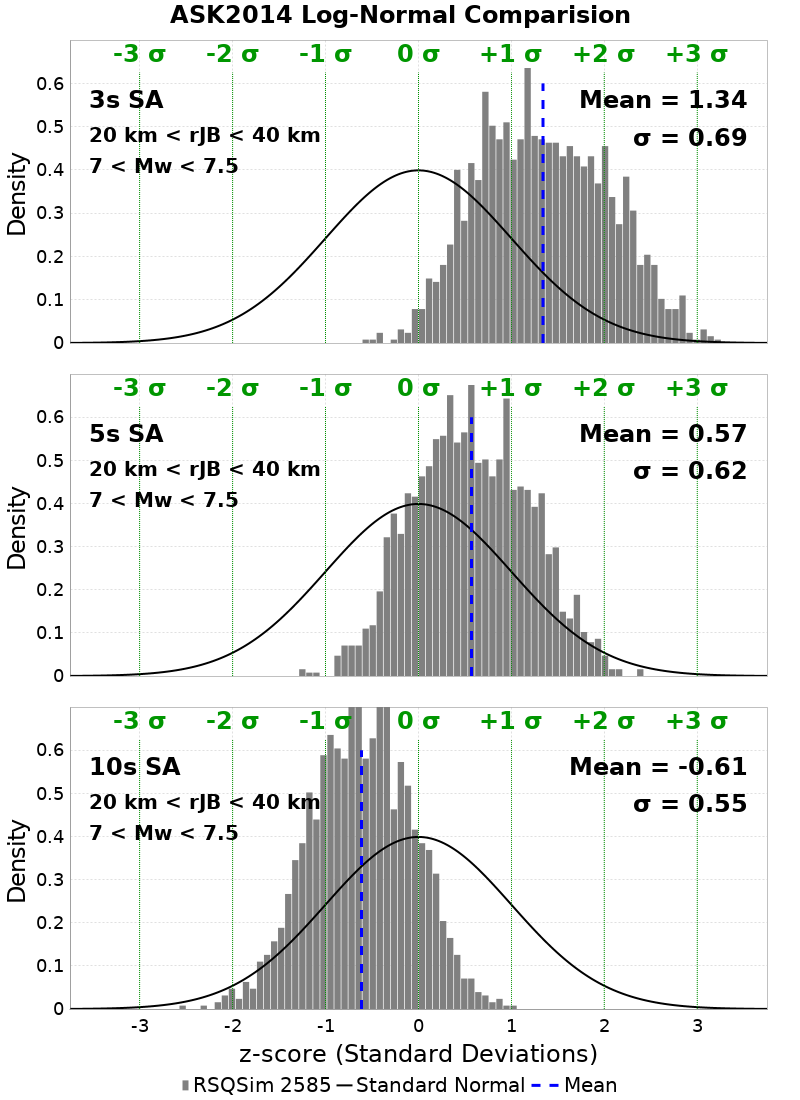 ASK2014 Log-Normal Comparision
-3 σ -2 σ -1 σ 0 σ +1 σ +2 σ +3 σ
3s SA
Mean = 1.34
20 km < rJB < 40 km
σ = 0.69
7 < Mw < 7.5
0.6
0.5
0.4
0.3
0.2
0.1
0
Density
-3 σ -2 σ -1 σ 0 σ +1 σ +2 σ +3 σ
5s SA
Mean = 0.57
20 km < rJB < 40 km
σ = 0.62
7 < Mw < 7.5
0.6
0.5
0.4
0.3
0.2
0.1
0
Density
-3 σ -2 σ -1 σ 0 σ +1 σ +2 σ +3 σ
10s SA
Mean = -0.61
20 km < rJB < 40 km
σ = 0.55
7 < Mw < 7.5
0.6
0.5
0.4
0.3
0.2
0.1
0
Density
-3 -2 -1 0 1 2 3
z-score (Standard Deviations)
RSQSim 2585 Standard Normal Mean